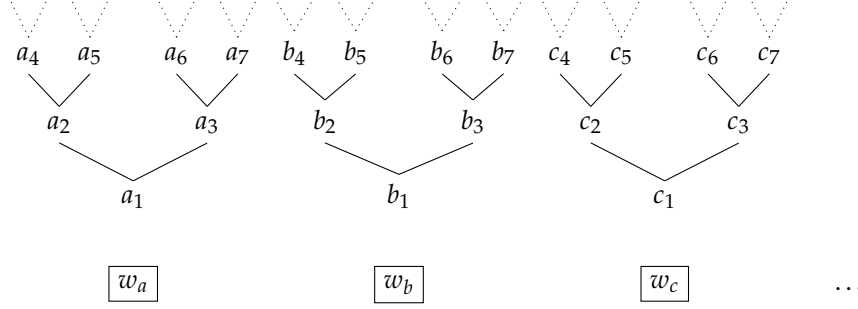 a4 a5 a6 a7 b4 b5 b6 b7 c4 c5 c6 c7
a2 a3 b2 b3 c2 c3
a1 b1 c1
wa wb wc ...